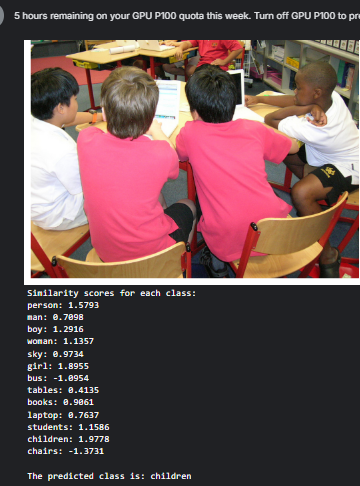 5 hours remaining on your GPU P100 quota this week. Turn off GPU P100 to
Similarity scores for each class:
person: 1.5793
man: 0.7098
boy: 1.2916
woman: 1.1357
sky: 0.9734
girl: 1.8955
bus: -1.0954
tables: 0.4135
books: 0.9061
laptop: 0.7637
students: 1.1586
children: 1.9778
chairs: -1.3731
The predicted class is: children